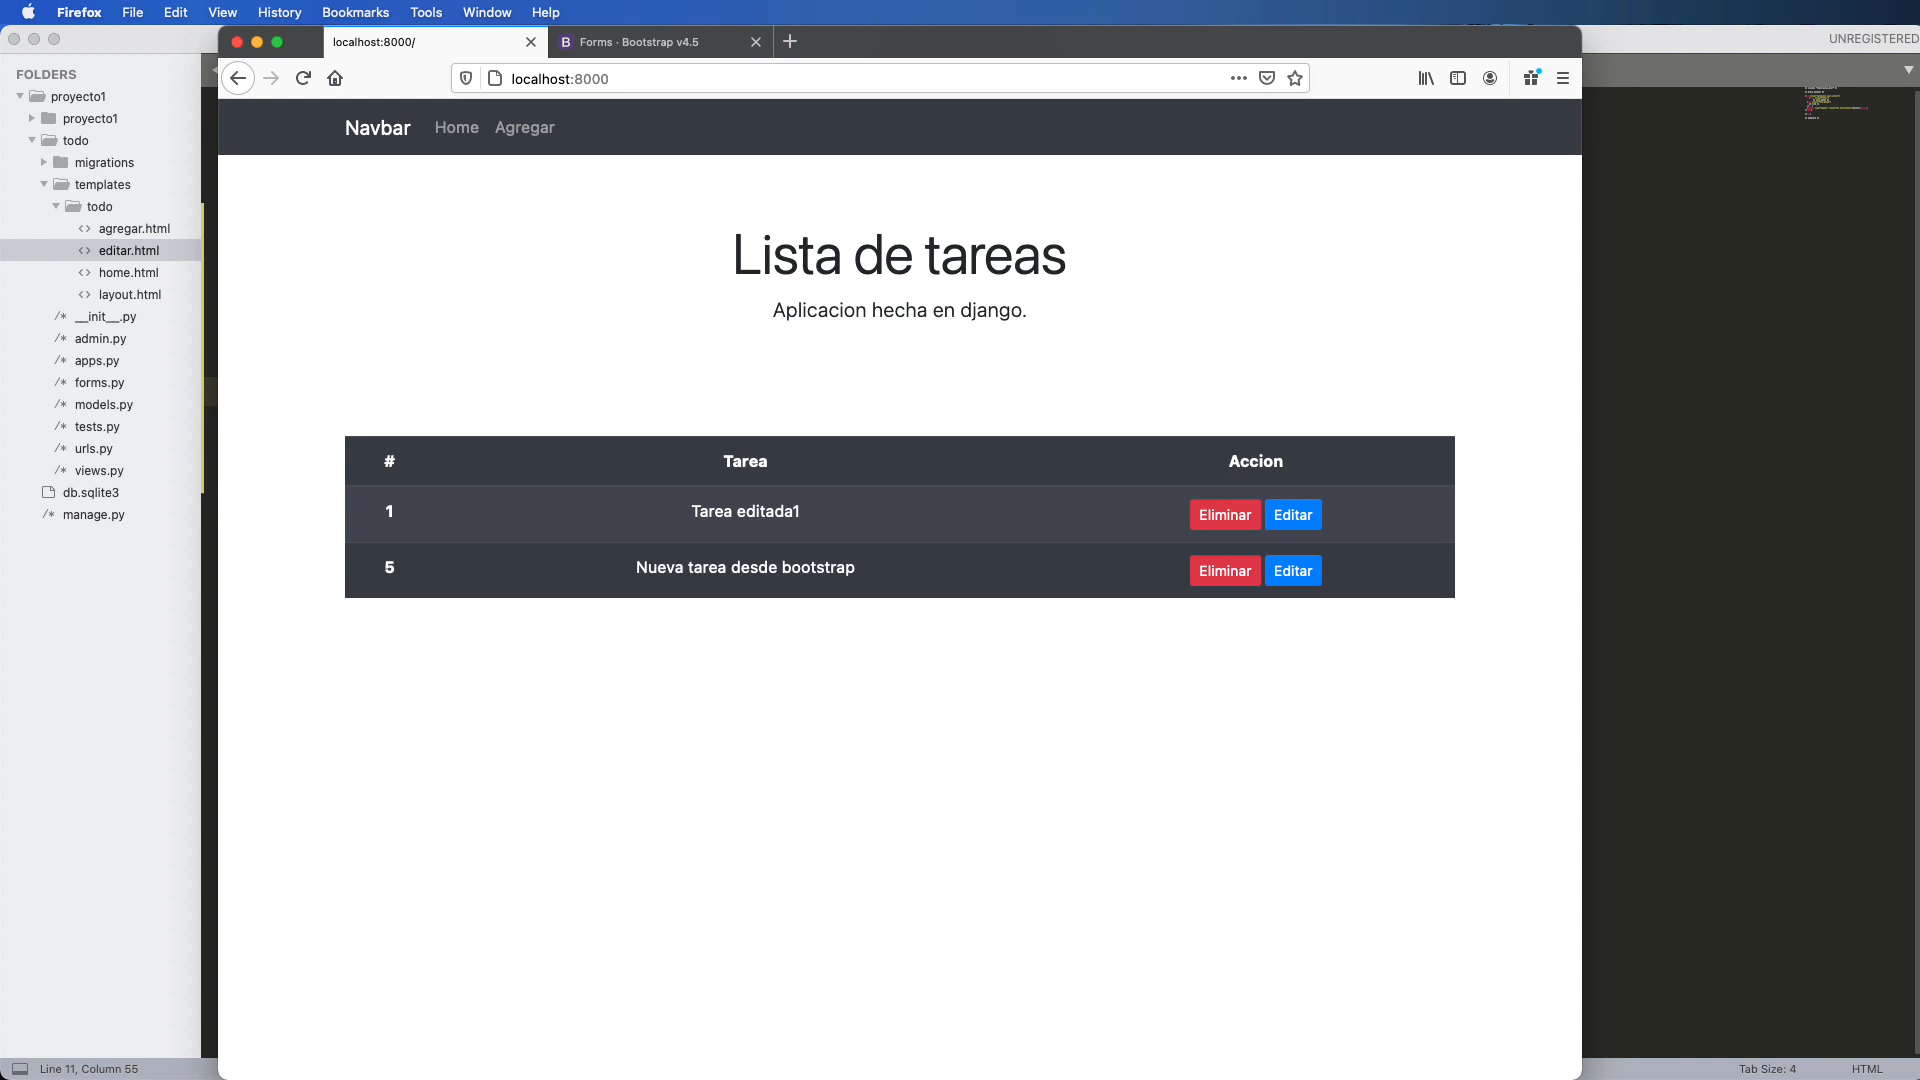 Firefox File Edit View History Bookmarks Tools Window Help
UNREGISTERED
localhost:8000/
B Forms · Bootstrap v4.5
localhost:8000
FOLDERS
proyecto1
proyecto1
todo
migrations
templates
todo
<> agregar.html
<> editar.html
<> home.html
<> layout.html
/* __init__.py
/* admin.py
/* apps.py
/* forms.py
/* models.py
/* tests.py
/* urls.py
/* views.py
db.sqlite3
/* manage.py
Navbar Home Agregar
Lista de tareas
Aplicacion hecha en django.
# Tarea Accion
1 Tarea editada1 Eliminar Editar
5 Nueva tarea desde bootstrap Eliminar Editar
Line 11, Column 55
Tab Size: 4 HTML